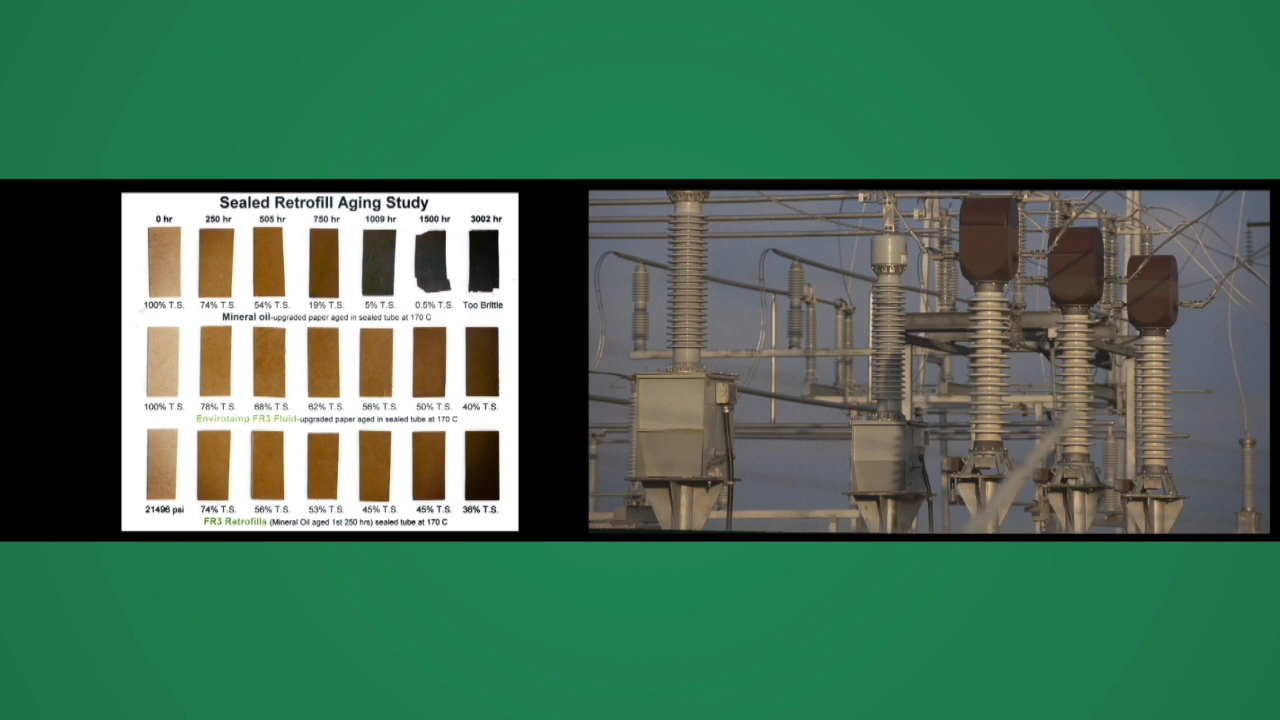 Sealed Retrofill Aging Study
0 hr 250 hr 505 hr 750 hr 1009 hr 1500 hr 3002 hr
100% T.S. 74% T.S. 54% T.S. 19% T.S. 5% T.S. 0.5% T.S. Too Brittle
Mineral oil-upgraded paper aged in sealed tube at 170 C
100% T.S. 78% T.S. 68% T.S. 62% T.S. 56% T.S. 50% T.S. 40% T.S.
Envirotemp FR3 Fluid-upgraded paper aged in sealed tube at 170 C
21496 psi 74% T.S. 56% T.S. 53% T.S. 45% T.S. 45% T.S. 36% T.S.
FR3 Retrofills (Mineral Oil aged 1st 250 hrs) sealed tube at 170 C